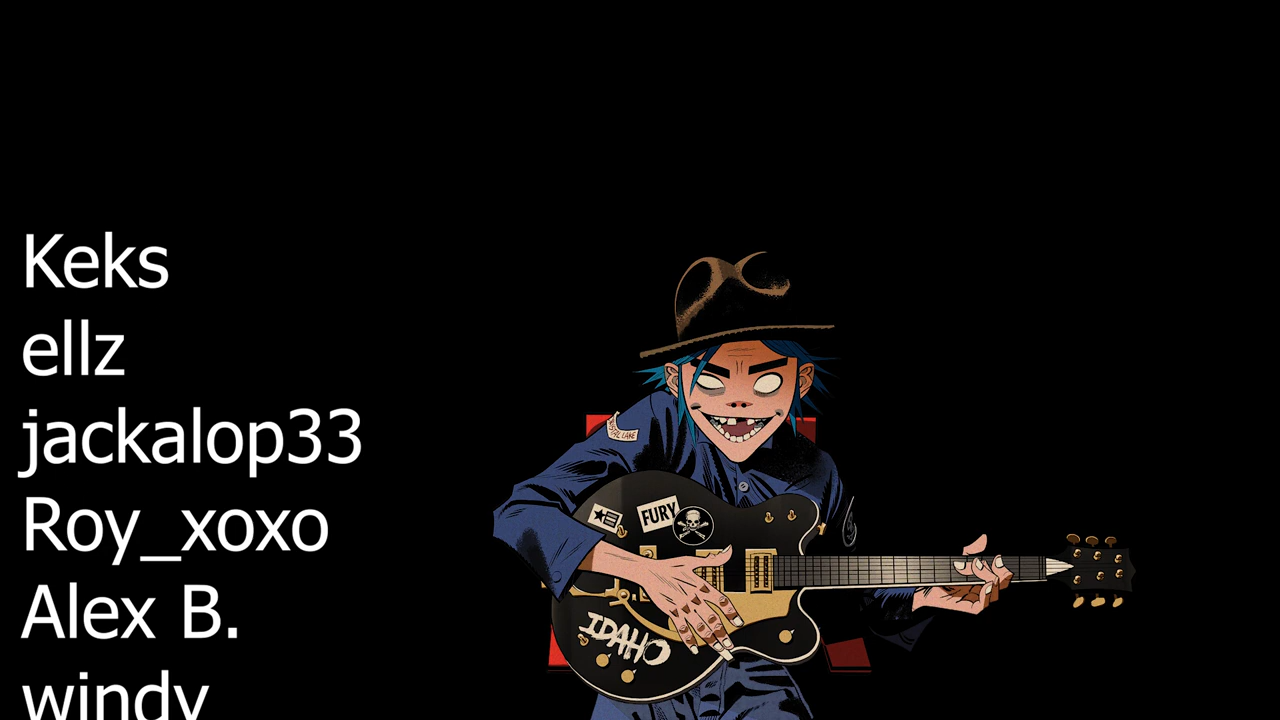 Keks
ellz
jackalop33
Roy_xoxo
Alex B.
windy
FURY
IDAHO